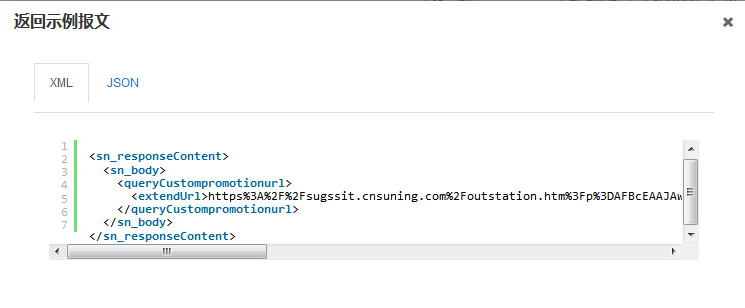 返回示例报文
XML JSON
1
2 <sn_responseContent>
3 <sn_body>
4 <queryCustompromotionurl>
5 <extendUrl>https%3A%2F%2Fsugssit.cnsuning.com%2Foutstation.htm%3Fp%3DAFBcEAAJAw
6 </queryCustompromotionurl>
7 </sn_body>
</sn_responseContent>